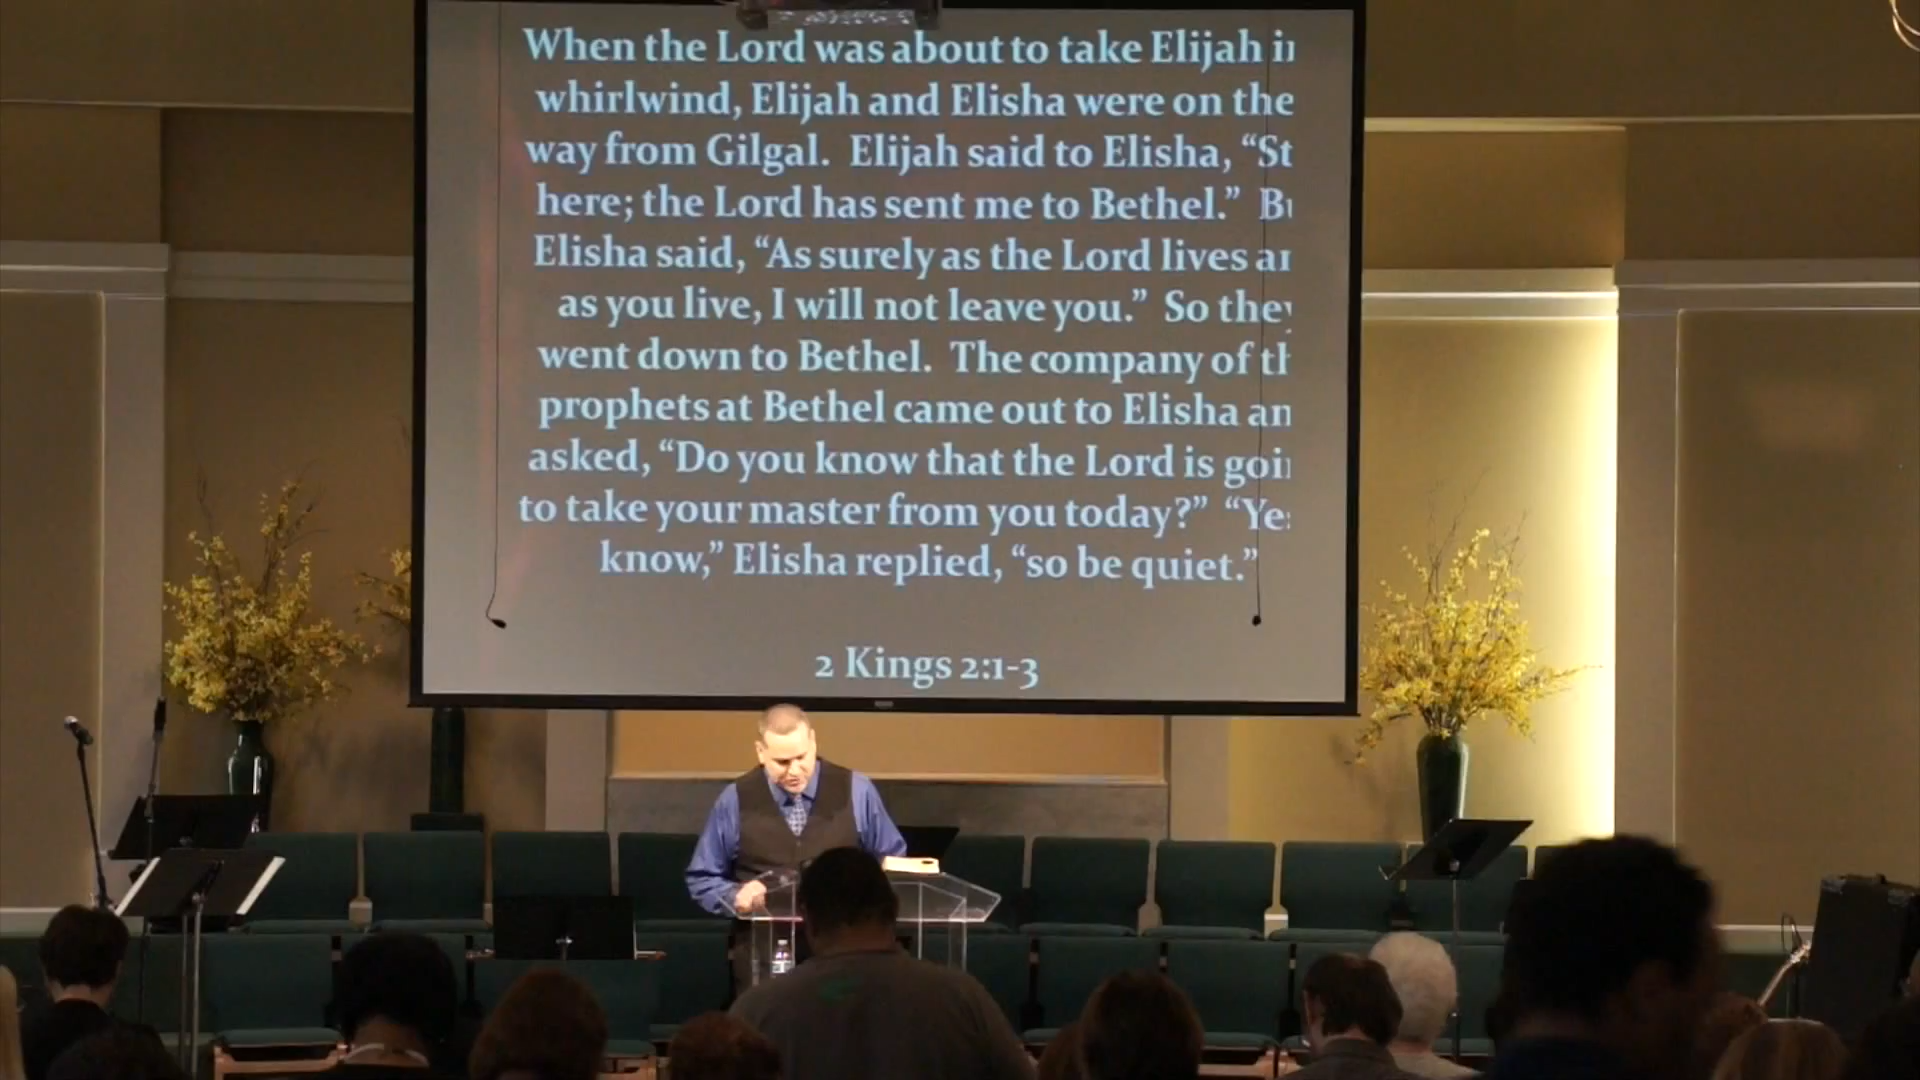 When the Lord was about to take Elijah
whirlwind, Elijah and Elisha were on the
way from Gilgal. Elijah said to Elisha, “St
here; the Lord has sent me to Bethel.”
Elisha said, “As surely as the Lord lives
as you live, I will not leave you.” So they
went down to Bethel. The company of
prophets at Bethel came out to Elisha an
asked, “Do you know that the Lord is goi
to take your master from you today?” “Ye
know,” Elisha replied, “so be quiet.”
2 Kings 2:1-3